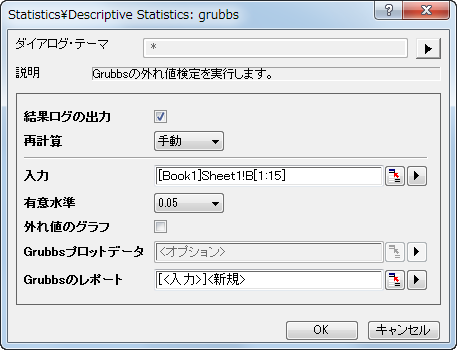 Statistics¥Descriptive Statistics: grubbs
ダイアログ・テーマ *
説明 Grubbsの外れ値検定を実行します。
結果ログの出力
再計算 手動
入力 [Book1]Sheet1!B[1:15]
有意水準 0.05
外れ値のグラフ
Grubbsプロットデータ <オプション>
Grubbsのレポート [<入力>]<新規>
OK キャンセル